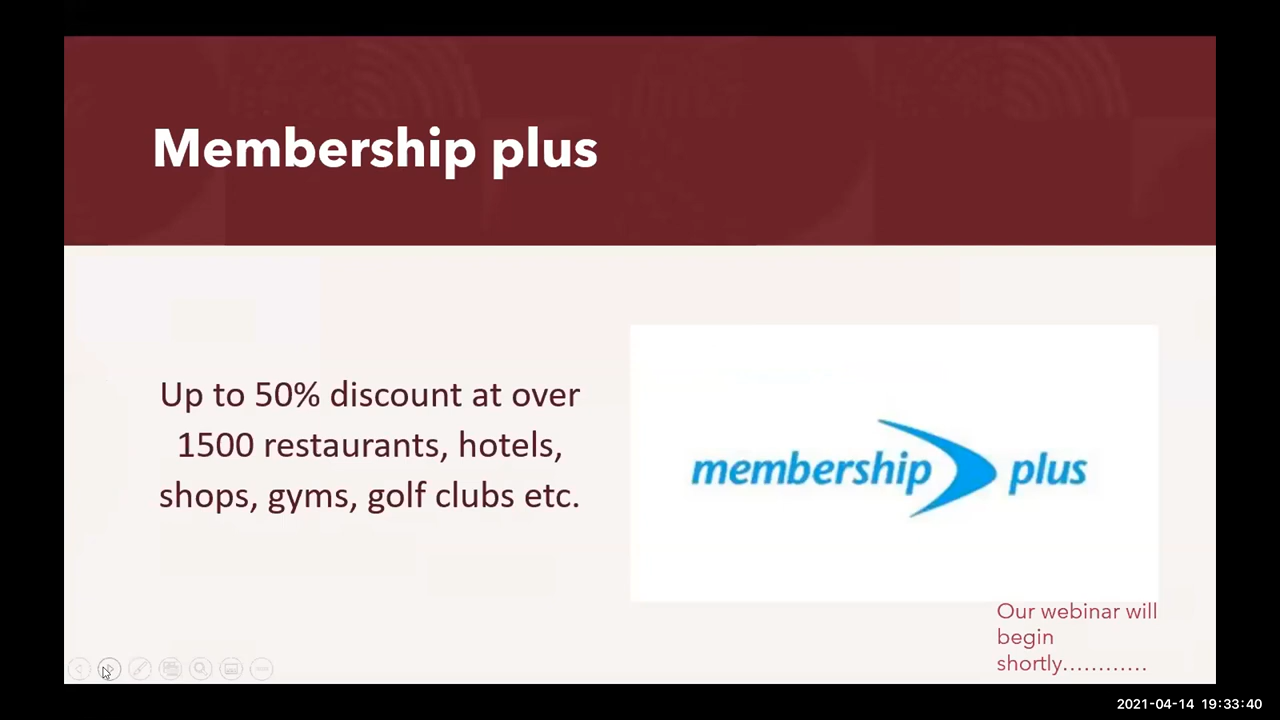 Membership plus
Up to 50% discount at over
1500 restaurants, hotels,
shops, gyms, golf clubs etc.
membership plus
Our webinar will
begin
shortly…………
2021-04-14 19:33:40